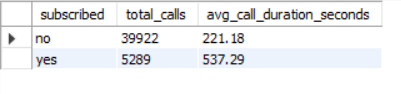 subscribed total_calls avg_call_duration_seconds
no 39922 221.18
yes 5289 537.29